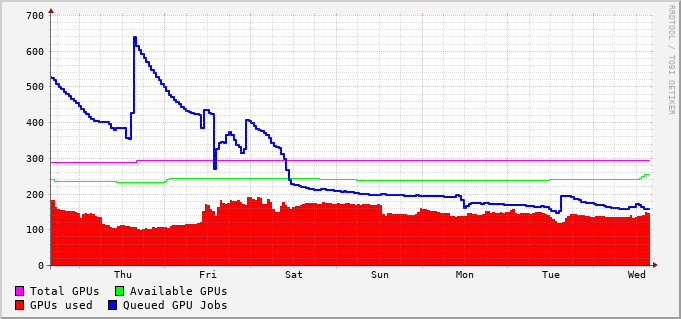 700
600
500
400
300
200
100
0
Thu Fri Sat Sun Mon Tue Wed
Total GPUs Available GPUs
GPUs used Queued GPU Jobs
RRDTOOL / TOBI OETIKER